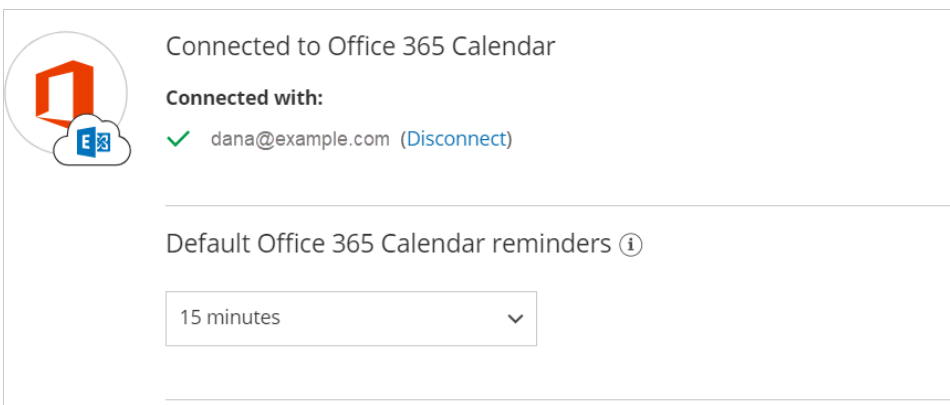 Connected to Office 365 Calendar
Connected with:
dana@example.com (Disconnect)
Default Office 365 Calendar reminders i
15 minutes
E